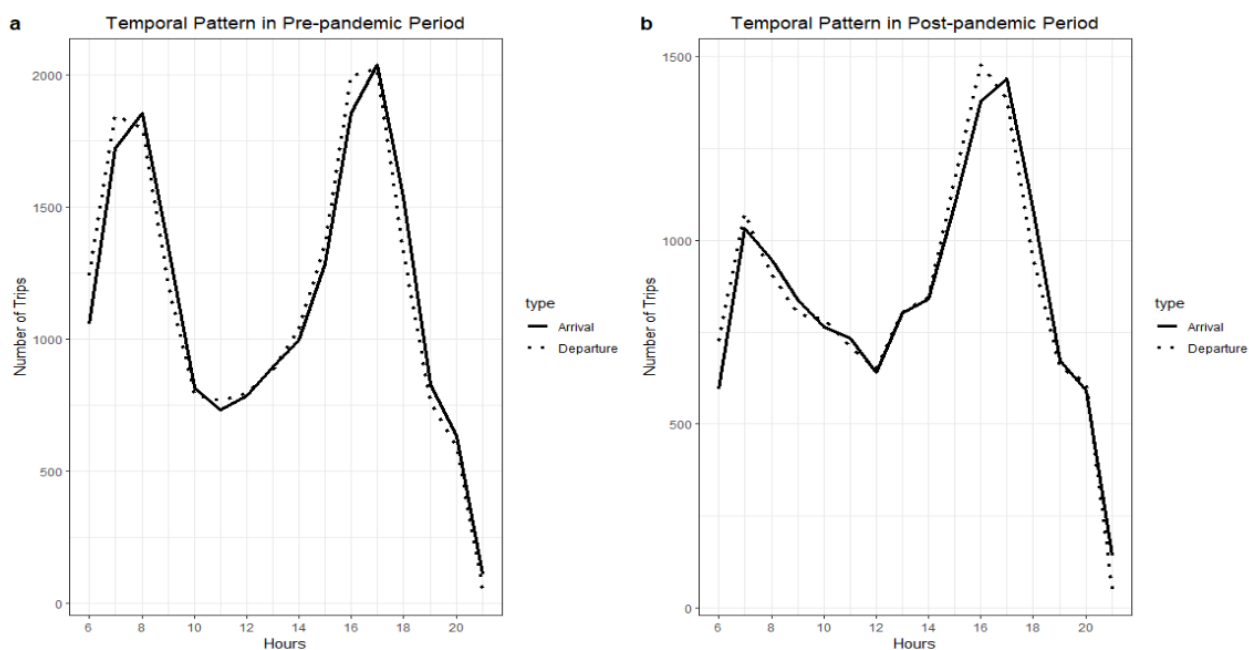 a
Temporal Pattern in Pre-pandemic Period
Number of Trips
2000
1500
1000
500
0
6 8 10 12 14 16 18 20
Hours
type
Arrival
Departure
b
Temporal Pattern in Post-pandemic Period
Number of Trips
1500
1000
500
0
6 8 10 12 14 16 18 20
Hours
type
Arrival
Departure